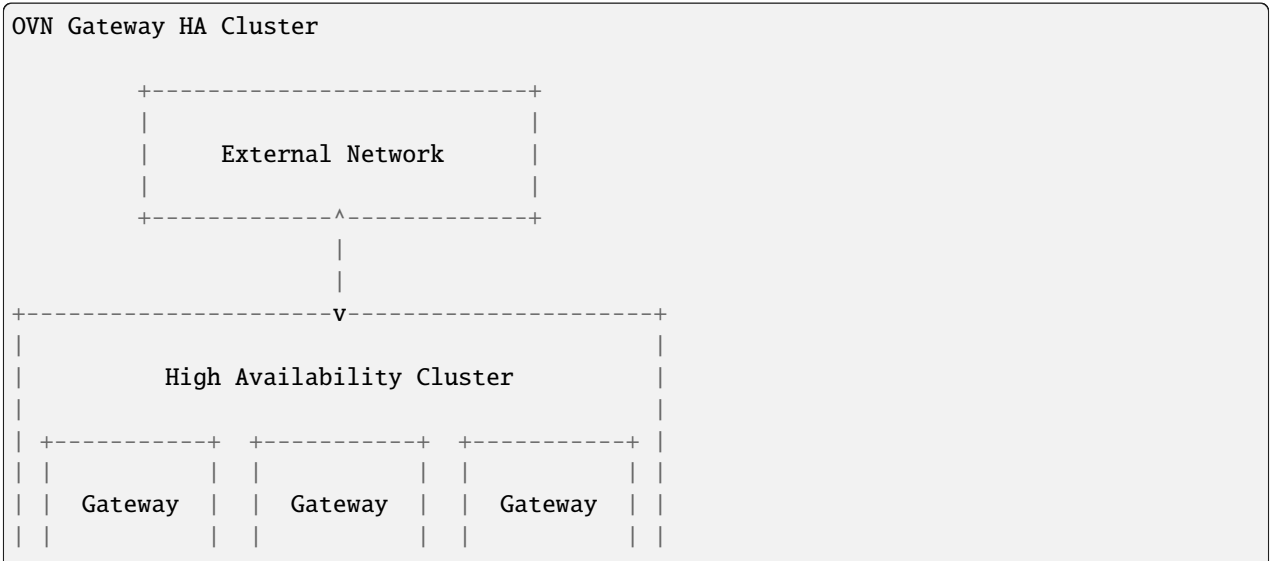 OVN Gateway HA Cluster
         +---------------------------+
         |                           |
         |     External Network      |
         |                           |
         +-------------^-------------+
                       |
                       |
+----------------------v----------------------+
|                                             |
|          High Availability Cluster          |
|                                             |
| +-----------+  +-----------+  +-----------+ |
| |           |  |           |  |           | |
| |  Gateway  |  |  Gateway  |  |  Gateway  | |
| |           |  |           |  |           | |